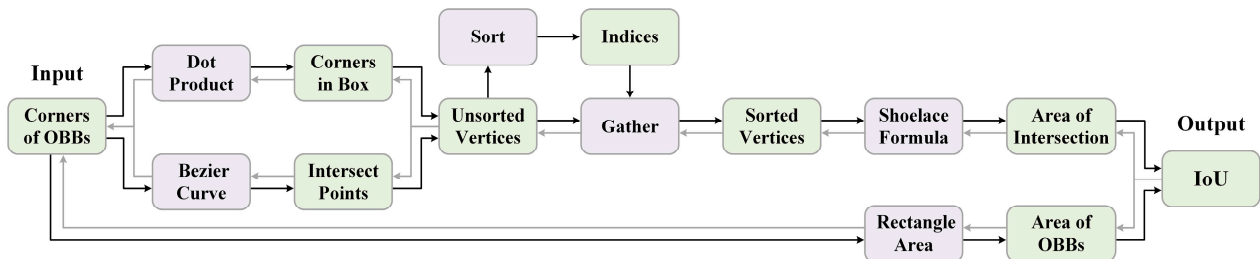 Input
Corners
of OBBs
Dot
Product
Corners
in Box
Bezier
Curve
Intersect
Points
Unsorted
Vertices
Sort
Indices
Gather
Sorted
Vertices
Shoelace
Formula
Area of
Intersection
Rectangle
Area
Area of
OBBs
Output
IoU